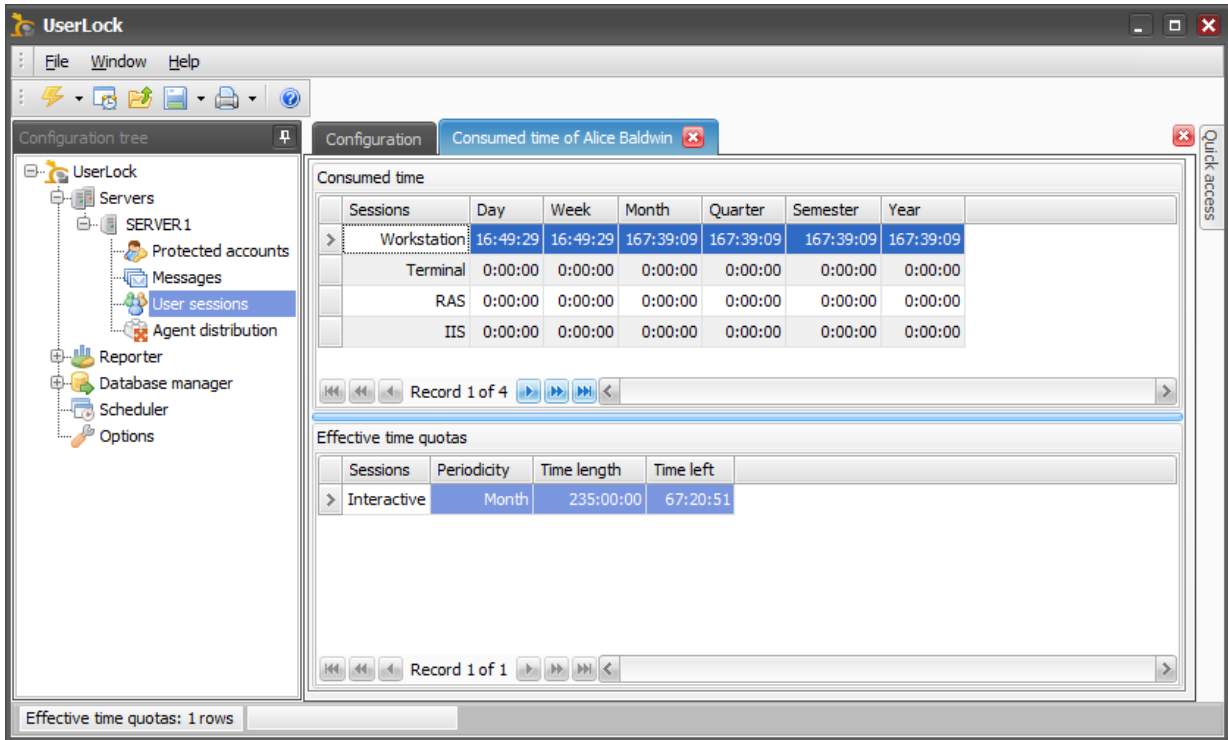 UserLock
File Window Help
Configuration tree
UserLock
Servers
SERVER1
Protected accounts
Messages
User sessions
Agent distribution
Reporter
Database manager
Scheduler
Options
Configuration Consumed time of Alice Baldwin
Quick access
Consumed time
Sessions Day Week Month Quarter Semester Year
Workstation 16:49:29 16:49:29 167:39:09 167:39:09 167:39:09 167:39:09
Terminal 0:00:00 0:00:00 0:00:00 0:00:00 0:00:00 0:00:00
RAS 0:00:00 0:00:00 0:00:00 0:00:00 0:00:00 0:00:00
IIS 0:00:00 0:00:00 0:00:00 0:00:00 0:00:00 0:00:00
Record 1 of 4
Effective time quotas
Sessions Periodicity Time length Time left
Interactive Month 235:00:00 67:20:51
Record 1 of 1
Effective time quotas: 1 rows